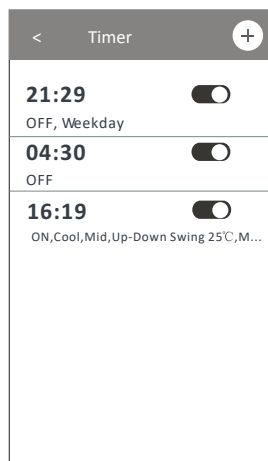 < Timer +
21:29
OFF, Weekday
04:30
OFF
16:19
ON,Cool,Mid,Up-Down Swing 25℃,M...